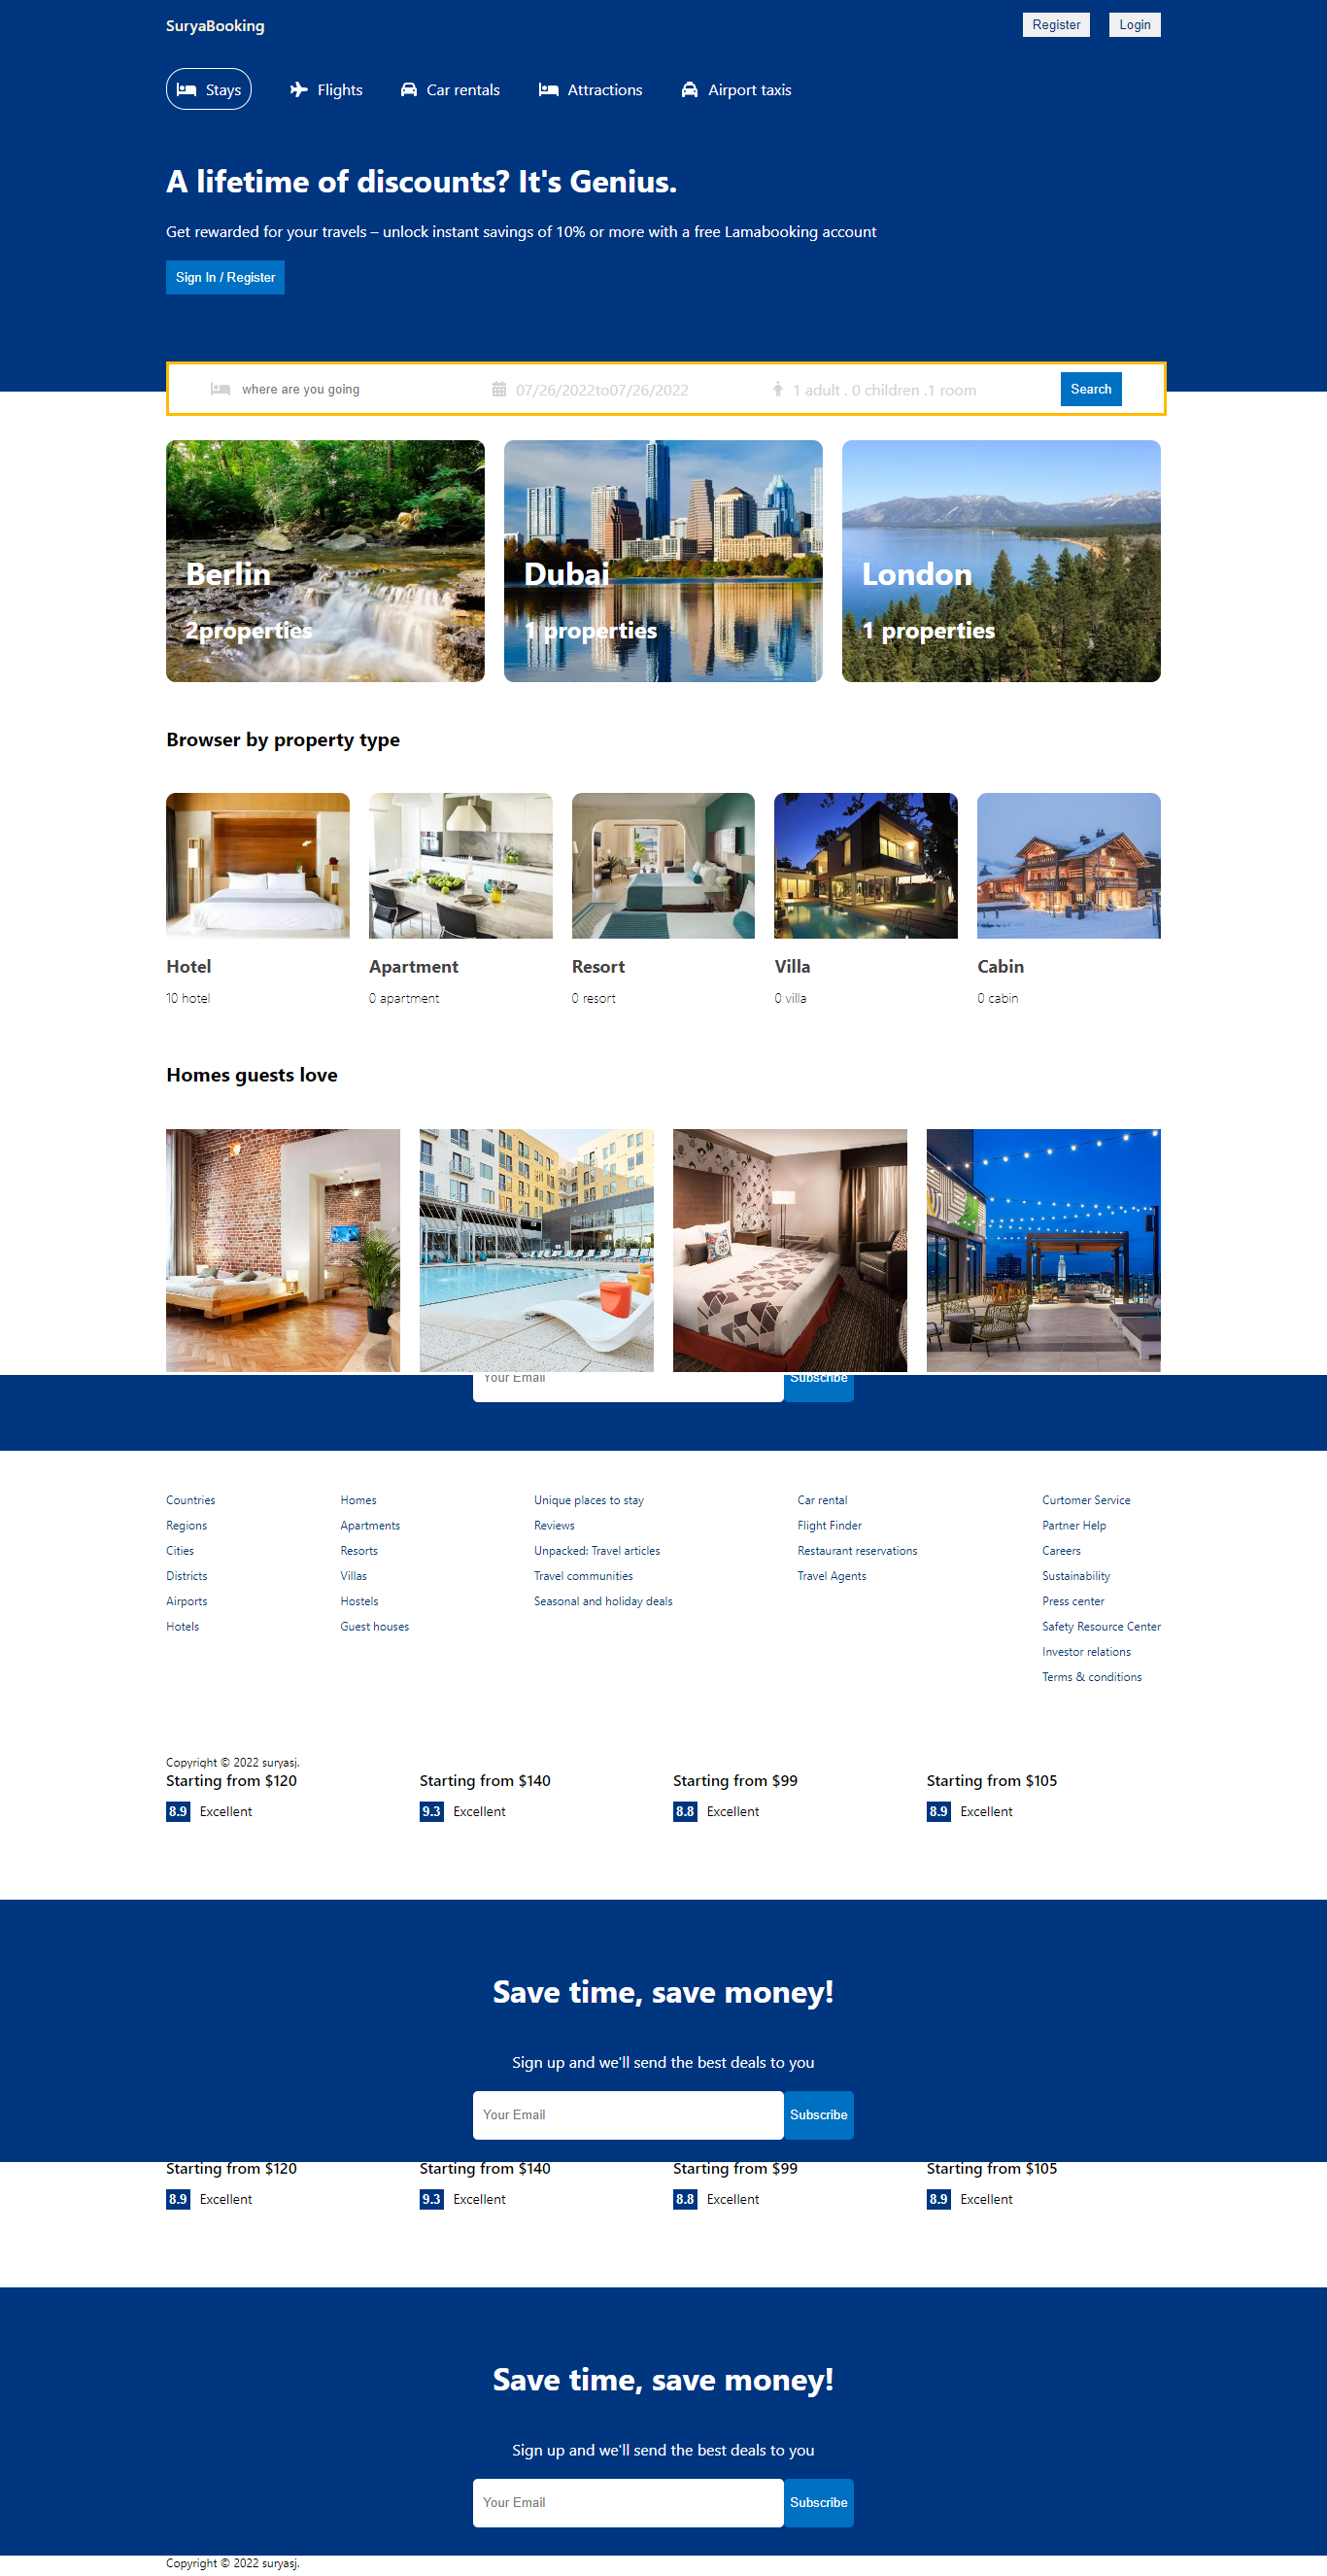 SuryaBooking
Register
Login
Stays
Flights
Car rentals
Attractions
Airport taxis
A lifetime of discounts? It's Genius.
Get rewarded for your travels – unlock instant savings of 10% or more with a free Lamabooking account
Sign In / Register
where are you going
07/26/2022to07/26/2022
1 adult . 0 children .1 room
Search
Berlin
2properties
Dubai
1 properties
London
1 properties
Browser by property type
Hotel
10 hotel
Apartment
0 apartment
Resort
0 resort
Villa
0 villa
Cabin
0 cabin
Homes guests love
Your Email
Subscribe
Countries
Regions
Cities
Districts
Airports
Hotels
Homes
Apartments
Resorts
Villas
Hostels
Guest houses
Unique places to stay
Reviews
Unpacked: Travel articles
Travel communities
Seasonal and holiday deals
Car rental
Flight Finder
Restaurant reservations
Travel Agents
Curtomer Service
Partner Help
Careers
Sustainability
Press center
Safety Resource Center
Investor relations
Terms & conditions
Copyright © 2022 suryasj.
Starting from $120
8.9 Excellent
Starting from $140
9.3 Excellent
Starting from $99
8.8 Excellent
Starting from $105
8.9 Excellent
Save time, save money!
Sign up and we'll send the best deals to you
Your Email
Subscribe
Starting from $120
8.9 Excellent
Starting from $140
9.3 Excellent
Starting from $99
8.8 Excellent
Starting from $105
8.9 Excellent
Save time, save money!
Sign up and we'll send the best deals to you
Your Email
Subscribe
Copyright © 2022 suryasj.